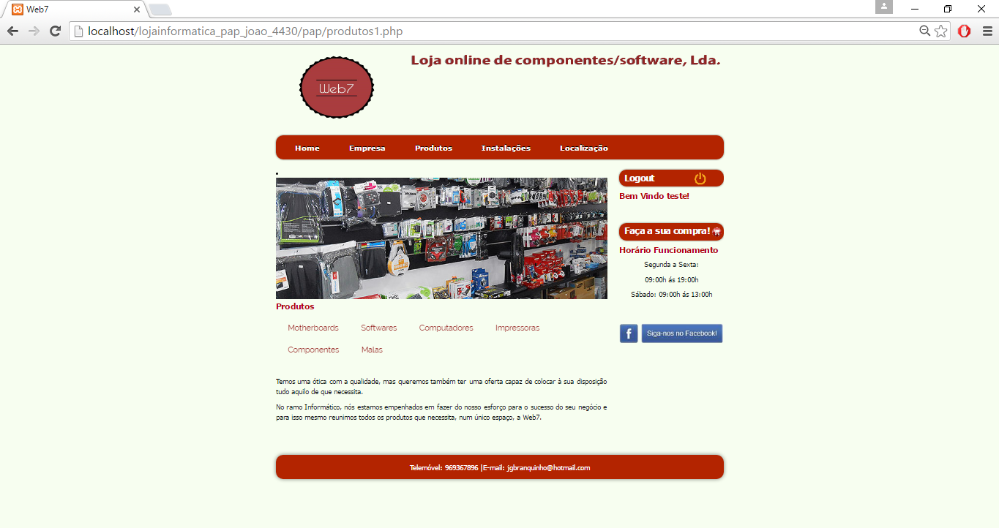 Web7
localhost/lojainformatica_pap_joao_4430/pap/produtos1.php
Web7
Loja online de componentes/software, Lda.
Home Empresa Produtos Instalações Localização
Logout
Bem Vindo teste!
Faça a sua compra!
Horário Funcionamento
Segunda a Sexta:
09:00h ás 19:00h
Sábado: 09:00h ás 13:00h
Siga-nos no Facebook!
Produtos
Motherboards Softwares Computadores Impressoras
Componentes Malas
Temos uma ótica com a qualidade, mas queremos também ter uma oferta capaz de colocar à sua disposição
tudo aquilo de que necessita.
No ramo Informático, nós estamos empenhados em fazer do nosso esforço para o sucesso do seu negócio e
para isso mesmo reunimos todos os produtos que necessita, num único espaço, a Web7.
Telemóvel: 969367896 |E-mail: jgbranquinho@hotmail.com